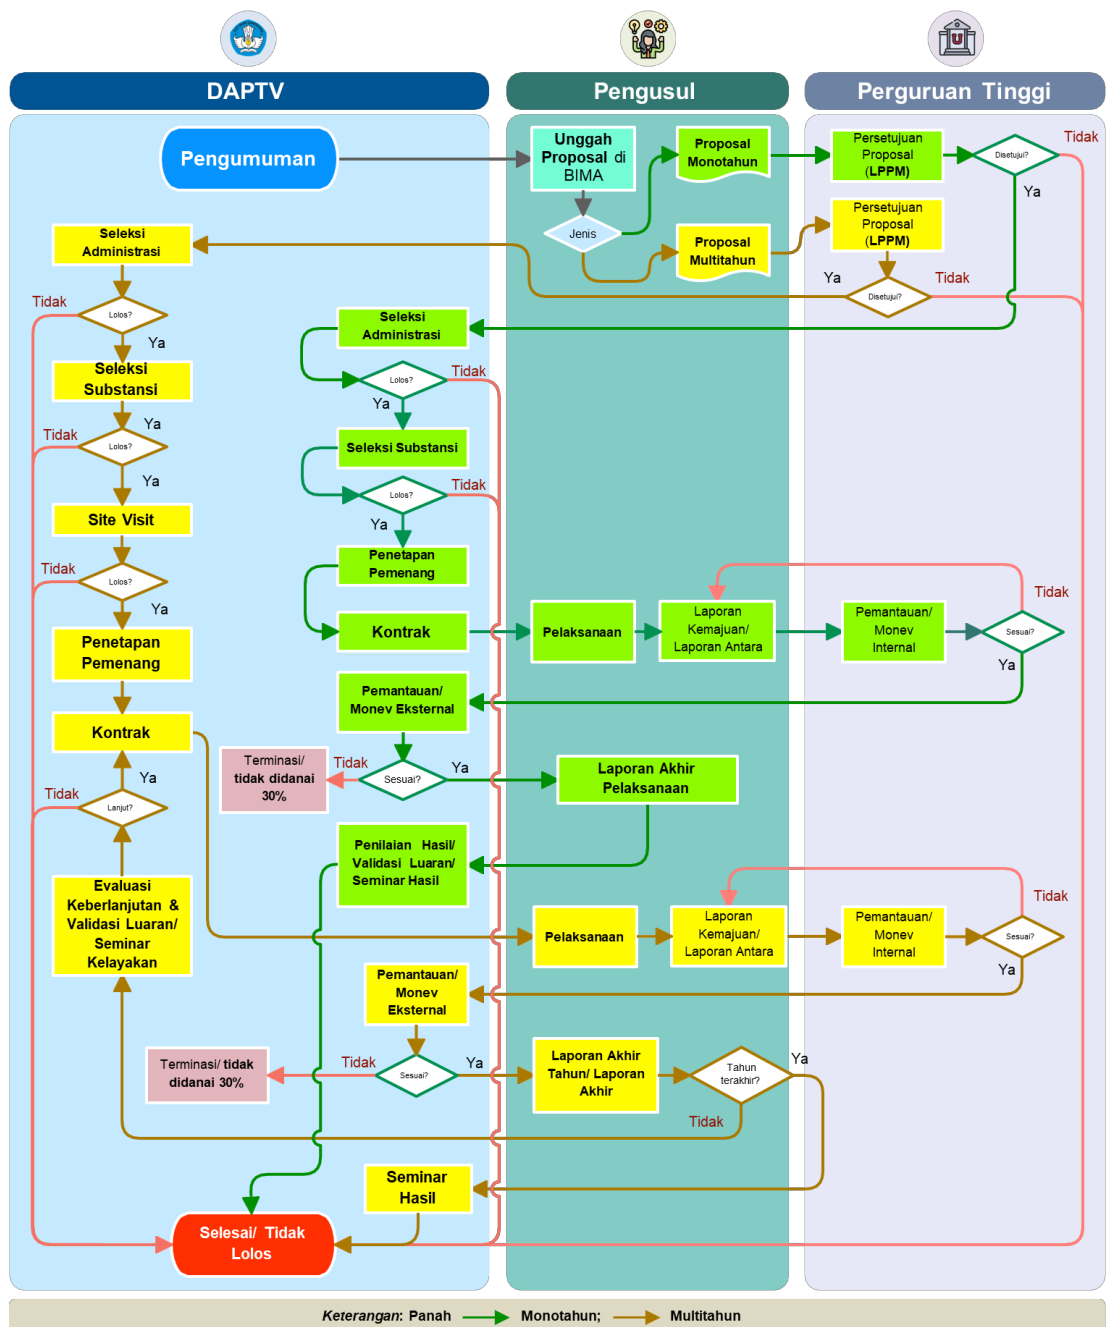 DAPTV
Pengusul
Perguruan Tinggi
Pengumuman
Unggah
Proposal di
BIMA
Proposal
Monotahun
Persetujuan
Proposal
(LPPM)
Disetujui?
Tidak
Ya
Jenis
Proposal
Multitahun
Persetujuan
Proposal
(LPPM)
Ya
Tidak
Disetujui?
Seleksi
Administrasi
Tidak
Lolos?
Ya
Seleksi
Substansi
Ya
Tidak
Lolos?
Ya
Site Visit
Tidak
Lolos?
Ya
Penetapan
Pemenang
Kontrak
Ya
Tidak
Lanjut?
Evaluasi
Keberlanjutan &
Validasi Luaran/
Seminar
Kelayakan
Seleksi
Administrasi
Lolos?
Tidak
Ya
Seleksi Substansi
Lolos?
Tidak
Ya
Penetapan
Pemenang
Kontrak
Pelaksanaan
Laporan
Kemajuan/
Laporan Antara
Pemantauan/
Monev
Internal
Tidak
Sesuai?
Ya
Pemantauan/
Monev Eksternal
Terminasi/
tidak didanai
30%
Tidak
Sesuai?
Ya
Laporan Akhir
Pelaksanaan
Penilaian Hasil/
Validasi Luaran/
Seminar Hasil
Pelaksanaan
Laporan
Kemajuan/
Laporan Antara
Pemantauan/
Monev
Internal
Tidak
Sesuai?
Ya
Pemantauan/
Monev
Eksternal
Terminasi/ tidak
didanai 30%
Tidak
Sesuai?
Ya
Laporan Akhir
Tahun/ Laporan
Akhir
Tahun
terakhir?
Ya
Tidak
Seminar
Hasil
Selesai/ Tidak
Lolos
Keterangan: Panah Monotahun; Multitahun